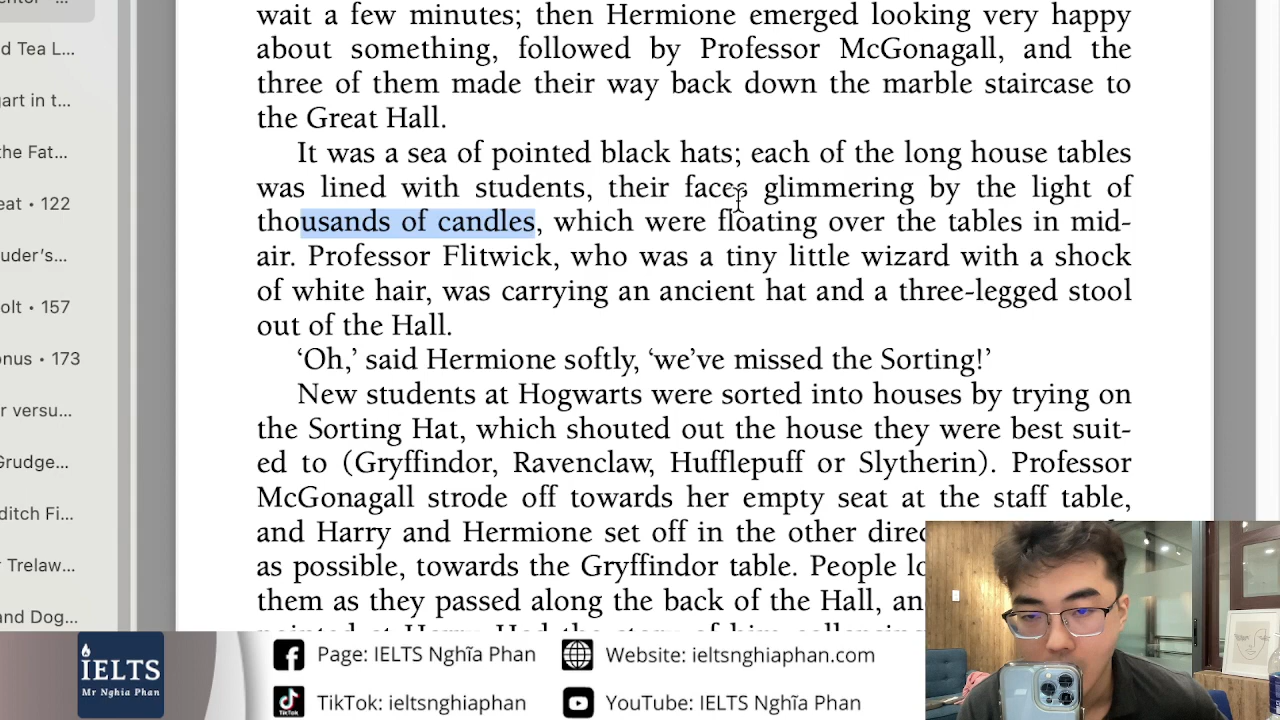 d Tea L...
gart in t...
the Fat...
eat • 122
uder's...
olt • 157
onus • 173
r versu...
Grudge...
ditch Fi...
r Trelaw...
and Dog...
wait a few minutes; then Hermione emerged looking very happy
about something, followed by Professor McGonagall, and the
three of them made their way back down the marble staircase to
the Great Hall.
It was a sea of pointed black hats; each of the long house tables
was lined with students, their faces glimmering by the light of
thousands of candles, which were floating over the tables in mid-
air. Professor Flitwick, who was a tiny little wizard with a shock
of white hair, was carrying an ancient hat and a three-legged stool
out of the Hall.
‘Oh,’ said Hermione softly, ‘we’ve missed the Sorting!’
New students at Hogwarts were sorted into houses by trying on
the Sorting Hat, which shouted out the house they were best suit-
ed to (Gryffindor, Ravenclaw, Hufflepuff or Slytherin). Professor
McGonagall strode off towards her empty seat at the staff table,
and Harry and Hermione set off in the other direc
as possible, towards the Gryffindor table. People lo
them as they passed along the back of the Hall, an
IELTS
Mr Nghia Phan
Page: IELTS Nghĩa Phan
Website: ieltsnghiaphan.com
TikTok: ieltsnghiaphan
YouTube: IELTS Nghĩa Phan